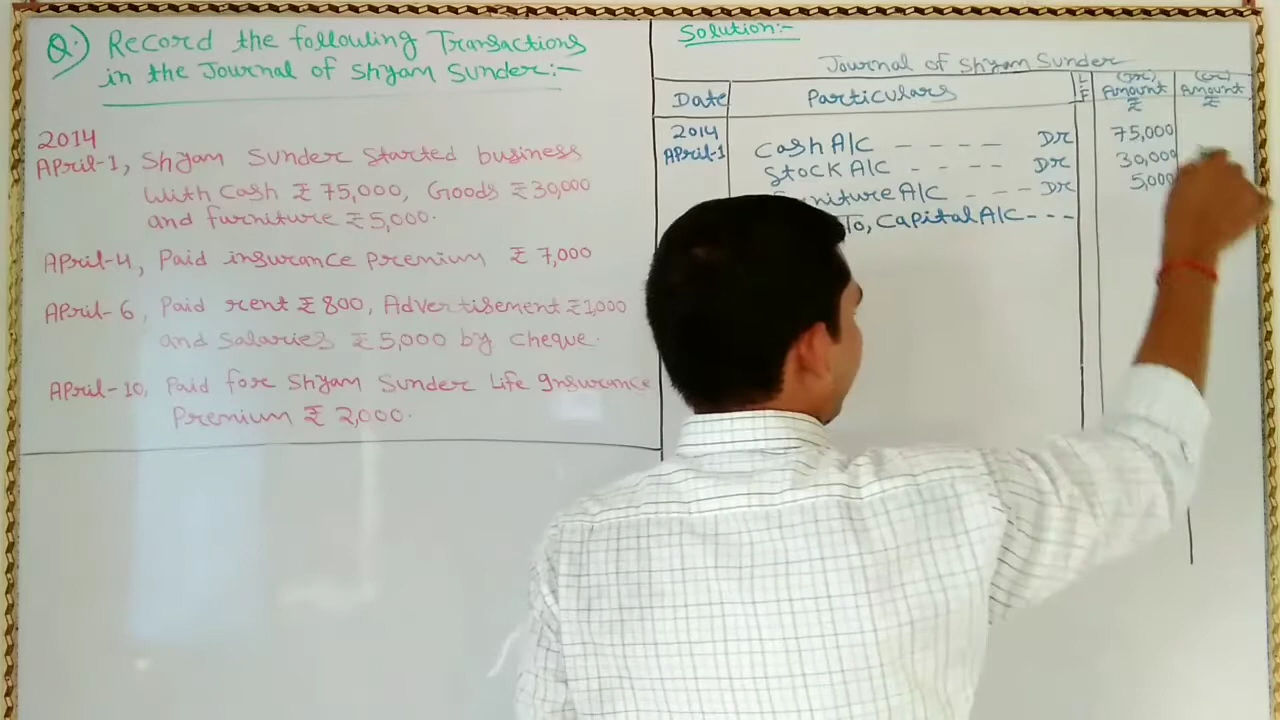 Q.) Record the following Transactions
in the Journal of Shyam Sunder:-
2014
April-1, Shyam Sunder Started business
With Cash ₹ 75,000, Goods ₹ 30,000
and furniture ₹ 5,000.
April-4, Paid insurance premium ₹ 7,000
April-6, Paid rent ₹ 800, Advertisement ₹ 1,000
and Salaries ₹ 5,000 by cheque.
April-10, Paid for Shyam Sunder Life Insurance
Premium ₹ 2,000.
Solution:-
Journal of Shyam Sunder
Date Particulars L F (Dr) Amount ₹ (Cr) Amount ₹
2014
April-1 Cash A/C - - - - Dr 75,000
Stock A/C - - - - Dr 30,000
A/C - - - Dr 5,000
To, Capital A/C - - -